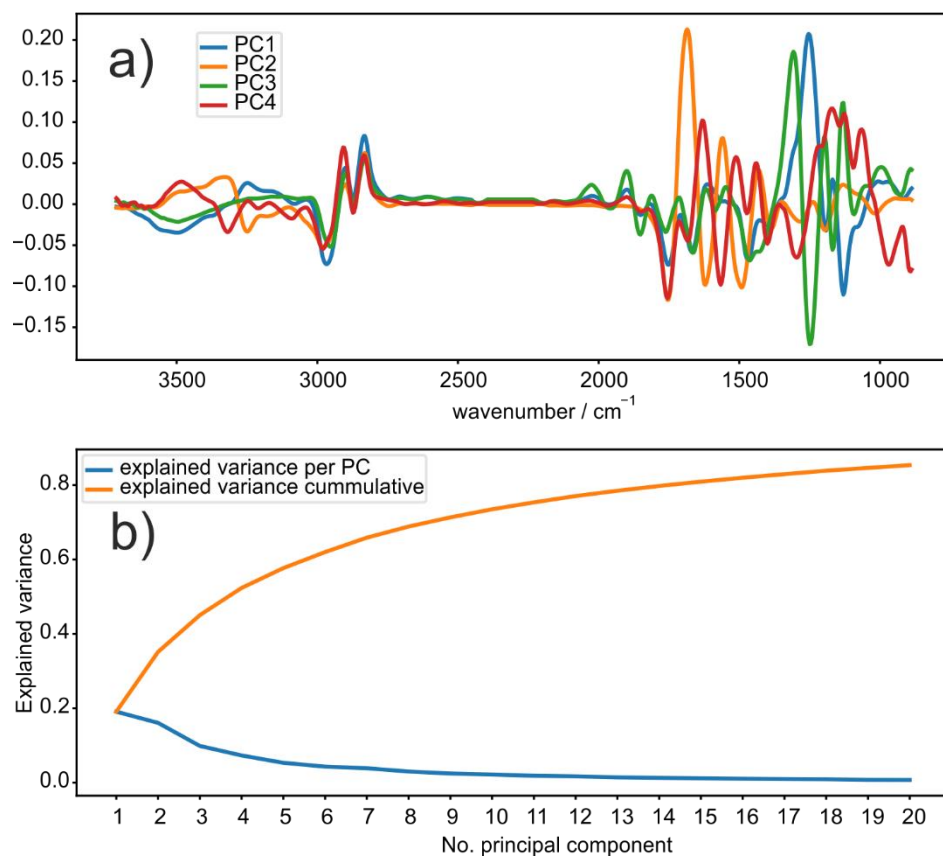 a)
PC1
PC2
PC3
PC4
0.20
0.15
0.10
0.05
0.00
−0.05
−0.10
−0.15
3500 3000 2500 2000 1500 1000
wavenumber / cm⁻¹
explained variance per PC
explained variance cummulative
b)
Explained variance
0.8
0.6
0.4
0.2
0.0
1 2 3 4 5 6 7 8 9 10 11 12 13 14 15 16 17 18 19 20
No. principal component